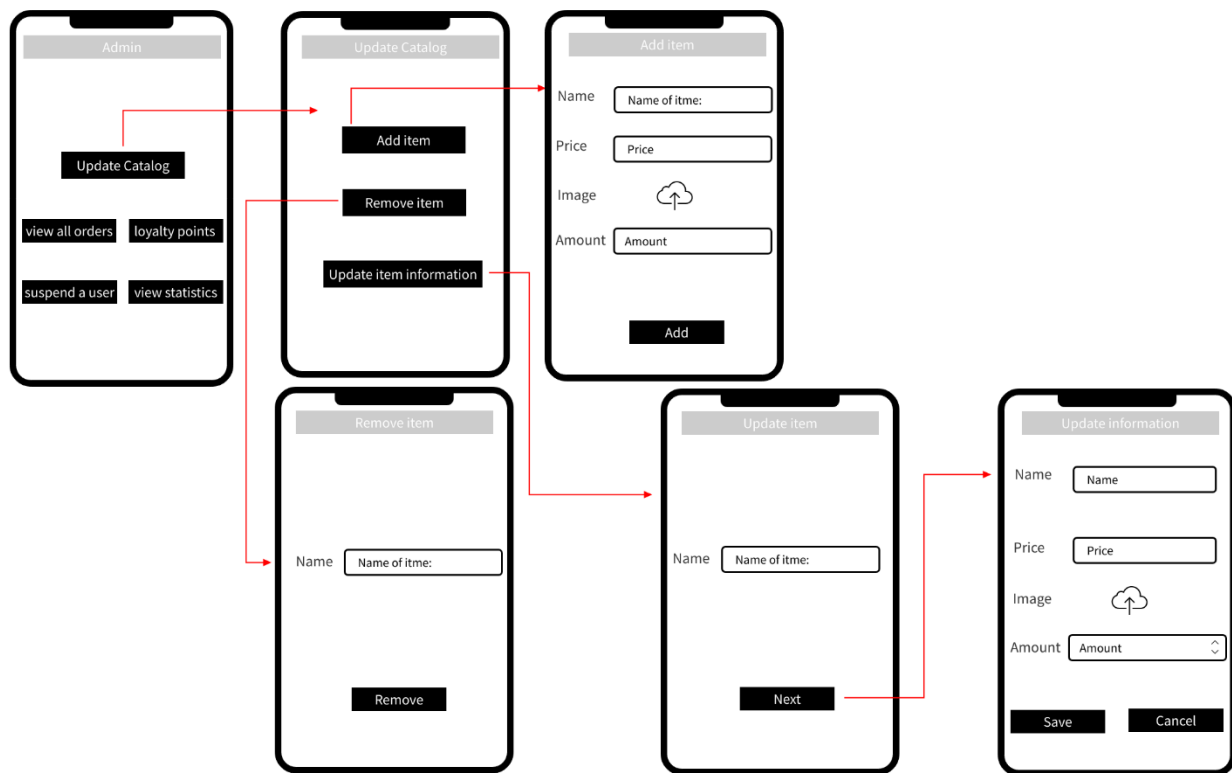 Admin
Update Catalog
view all orders
loyalty points
suspend a user
view statistics
Update Catalog
Add item
Remove item
Update item information
Add item
Name
Name of itme:
Price
Price
Image
Amount
Amount
Add
Remove item
Name
Name of itme:
Remove
Update item
Name
Name of itme:
Next
Update information
Name
Name
Price
Price
Image
Amount
Amount
Save
Cancel